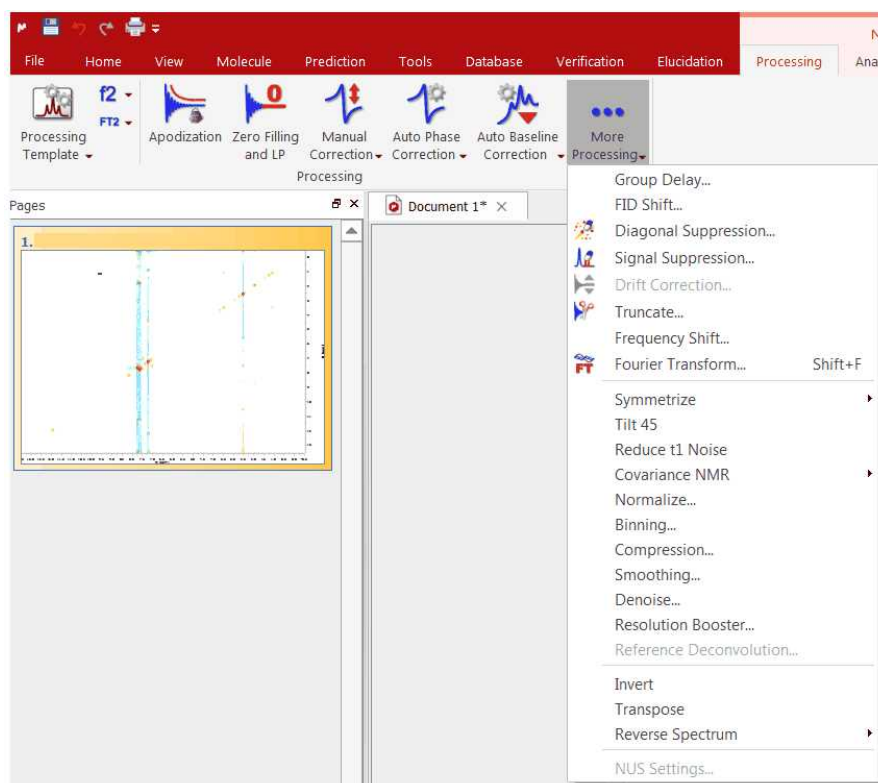 N
File Home View Molecule Prediction Tools Database Verification Elucidation Processing Ana
f2
FT2
Processing Template
Apodization
Zero Filling and LP
Manual Correction
Auto Phase Correction
Auto Baseline Correction
More Processing
Processing
Pages
Document 1*
1.
Group Delay...
FID Shift...
Diagonal Suppression...
Signal Suppression...
Drift Correction...
Truncate...
Frequency Shift...
FT Fourier Transform... Shift+F
Symmetrize
Tilt 45
Reduce t1 Noise
Covariance NMR
Normalize...
Binning...
Compression...
Smoothing...
Denoise...
Resolution Booster...
Reference Deconvolution...
Invert
Transpose
Reverse Spectrum
NUS Settings...